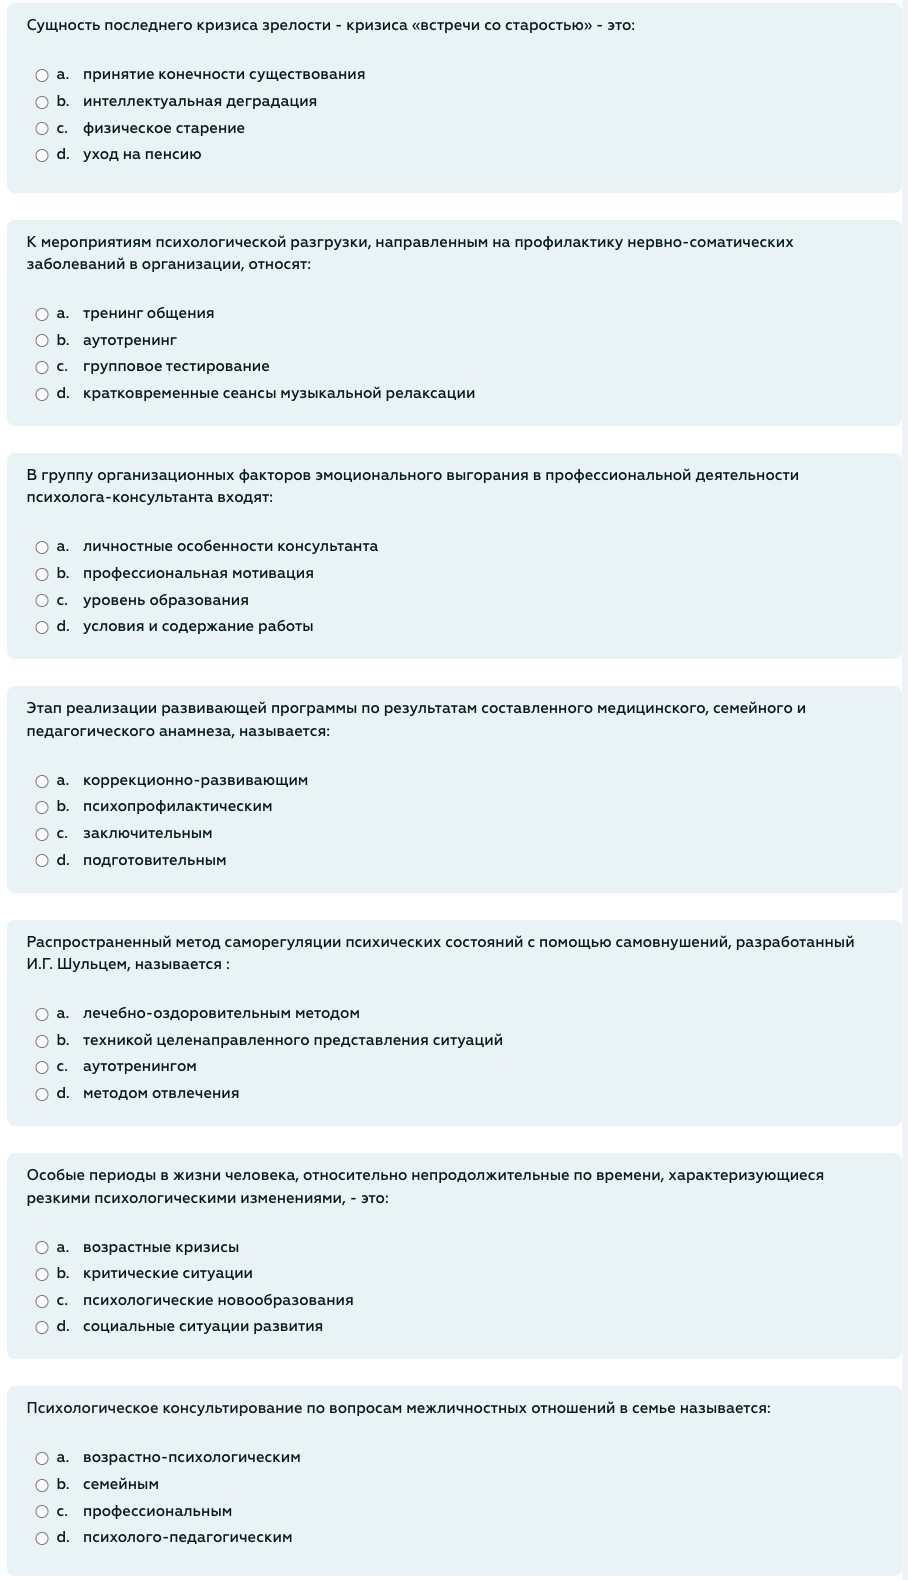 Сущность последнего кризиса зрелости - кризиса «встречи со старостью» - это:
a. принятие конечности существования
b. интеллектуальная деградация
c. физическое старение
d. уход на пенсию
К мероприятиям психологической разгрузки, направленным на профилактику нервно-соматических
заболеваний в организации, относят:
a. тренинг общения
b. аутотренинг
c. групповое тестирование
d. кратковременные сеансы музыкальной релаксации
В группу организационных факторов эмоционального выгорания в профессиональной деятельности
психолога-консультанта входят:
a. личностные особенности консультанта
b. профессиональная мотивация
c. уровень образования
d. условия и содержание работы
Этап реализации развивающей программы по результатам составленного медицинского, семейного и
педагогического анамнеза, называется:
a. коррекционно-развивающим
b. психопрофилактическим
c. заключительным
d. подготовительным
Распространенный метод саморегуляции психических состояний с помощью самовнушений, разработанный
И.Г. Шульцем, называется :
a. лечебно-оздоровительным методом
b. техникой целенаправленного представления ситуаций
c. аутотренингом
d. методом отвлечения
Особые периоды в жизни человека, относительно непродолжительные по времени, характеризующиеся
резкими психологическими изменениями, - это:
a. возрастные кризисы
b. критические ситуации
c. психологические новообразования
d. социальные ситуации развития
Психологическое консультирование по вопросам межличностных отношений в семье называется:
a. возрастно-психологическим
b. семейным
c. профессиональным
d. психолого-педагогическим